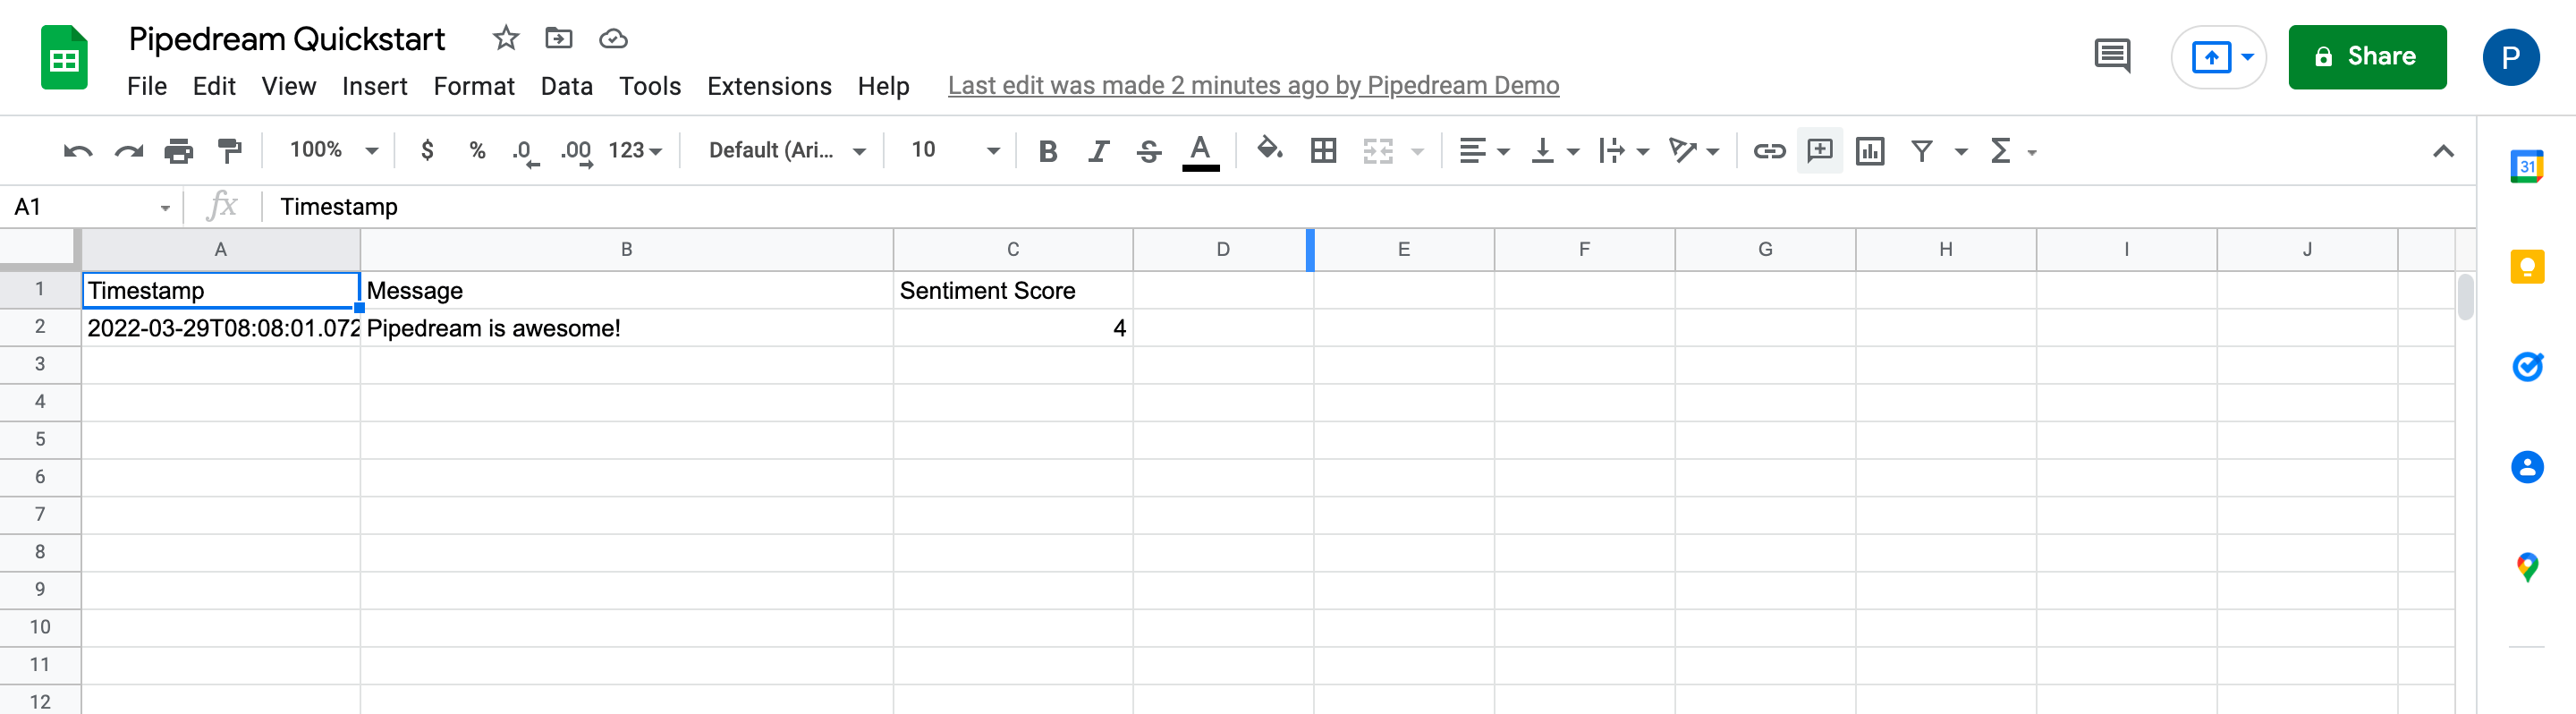 Pipedream Quickstart
File Edit View Insert Format Data Tools Extensions Help Last edit was made 2 minutes ago by Pipedream Demo
Share
P
100% $ % .0 .00 123 Default (Ari... 10 B I S A Σ
31
A1 fx Timestamp
A B C D E F G H I J
1 Timestamp Message Sentiment Score
2 2022-03-29T08:08:01.072 Pipedream is awesome! 4
3
4
5
6
7
8
9
10
11
12